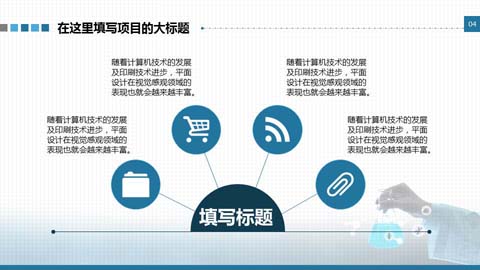 在这里填写项目的大标题
04
随着计算机技术的发展
及印刷技术进步，平面
设计在视觉感观领域的
表现也就会越来越丰富。
随着计算机技术的发展
及印刷技术进步，平面
设计在视觉感观领域的
表现也就会越来越丰富。
随着计算机技术的发展
及印刷技术进步，平面
设计在视觉感观领域的
表现也就会越来越丰富。
随着计算机技术的发展
及印刷技术进步，平面
设计在视觉感观领域的
表现也就会越来越丰富。
填写标题